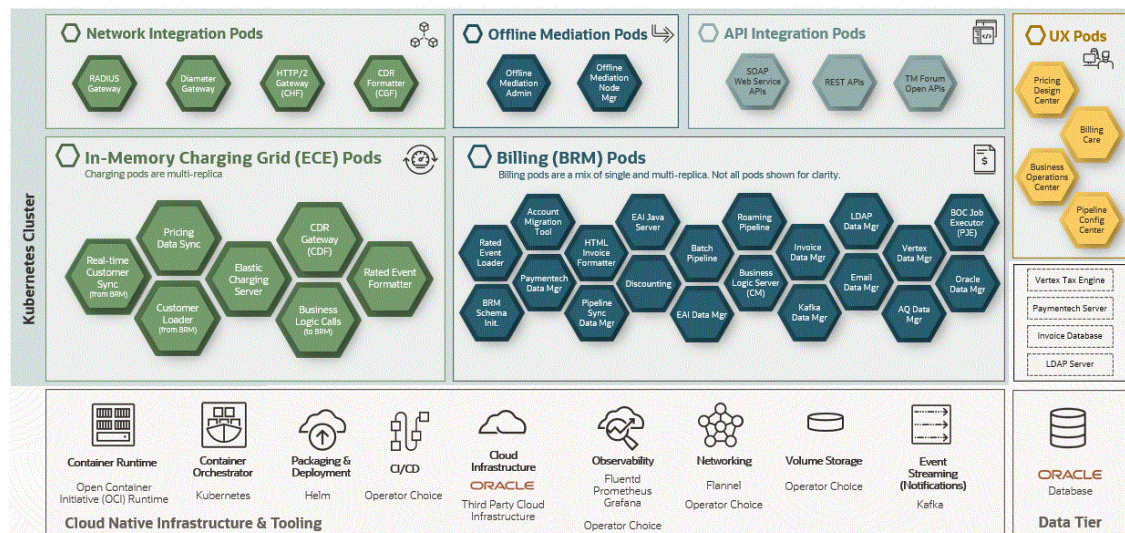 Kubernetes Cluster
Network Integration Pods
RADIUS
Gateway
Diameter
Gateway
HTTP/2
Gateway
(CHF)
CDR
Formatter
(CGF)
Offline Mediation Pods
Offline
Mediation
Admin
Offline
Mediation
Node
Mgr
API Integration Pods
SOAP
Web Service
APIs
REST APIs
TM Forum
Open APIs
UX Pods
Pricing
Design
Center
Billing
Care
Business
Operations
Center
Pipeline
Config
Center
In-Memory Charging Grid (ECE) Pods
Charging pods are multi-replica
Real-time
Customer
Sync
(from BRM)
Pricing
Data Sync
Customer
Loader
(from BRM)
Elastic
Charging
Server
CDR
Gateway
(CDF)
Business
Logic Calls
(to BRM)
Rated Event
Formatter
Billing (BRM) Pods
Billing pods are a mix of single and multi-replica. Not all pods shown for clarity.
Rated
Event
Loader
BRM
Schema
Init.
Account
Migration
Tool
Paymentech
Data Mgr
HTML
Invoice
Formatter
Pipeline
Sync
Data Mgr
EAI Java
Server
Discounting
Batch
Pipeline
EAI Data Mgr
Roaming
Pipeline
Business
Logic Server
(CM)
Invoice
Data Mgr
Kafka
Data Mgr
LDAP
Data Mgr
Email
Data Mgr
Vertex
Data Mgr
AQ Data
Mgr
BOC Job
Executor
(PJE)
Oracle
Data Mgr
Vertex Tax Engine
Paymentech Server
Invoice Database
LDAP Server
Container Runtime
Open Container
Initiative (OCI) Runtime
Container
Orchestrator
Kubernetes
Packaging &
Deployment
Helm
CI/CD
Operator Choice
Cloud
Infrastructure
ORACLE
Third Party Cloud
Infrastructure
Observability
Fluentd
Prometheus
Grafana
Operator Choice
Networking
Flannel
Operator Choice
Volume Storage
Operator Choice
Event
Streaming
(Notifications)
Kafka
Cloud Native Infrastructure & Tooling
ORACLE
Database
Data Tier